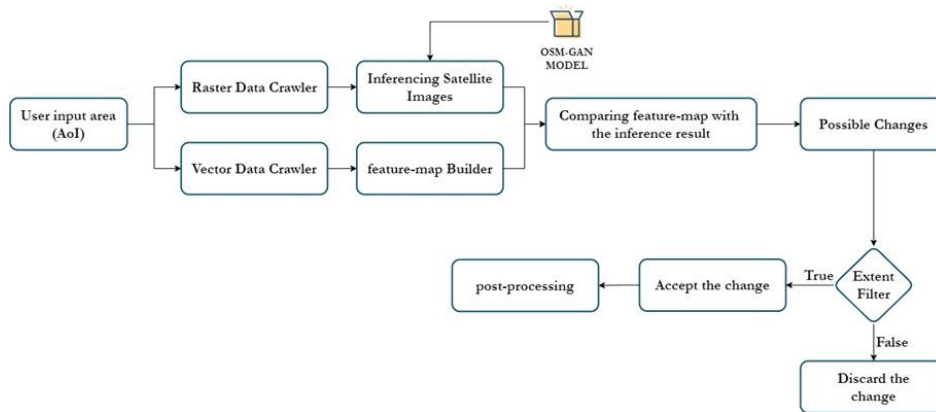 OSM-GAN
MODEL
Raster Data Crawler
Inferencing Satellite
Images
User input area
(AoI)
Comparing feature-map with
the inference result
Possible Changes
Vector Data Crawler
feature-map Builder
post-processing
Accept the change
True
Extent
Filter
False
Discard the
change